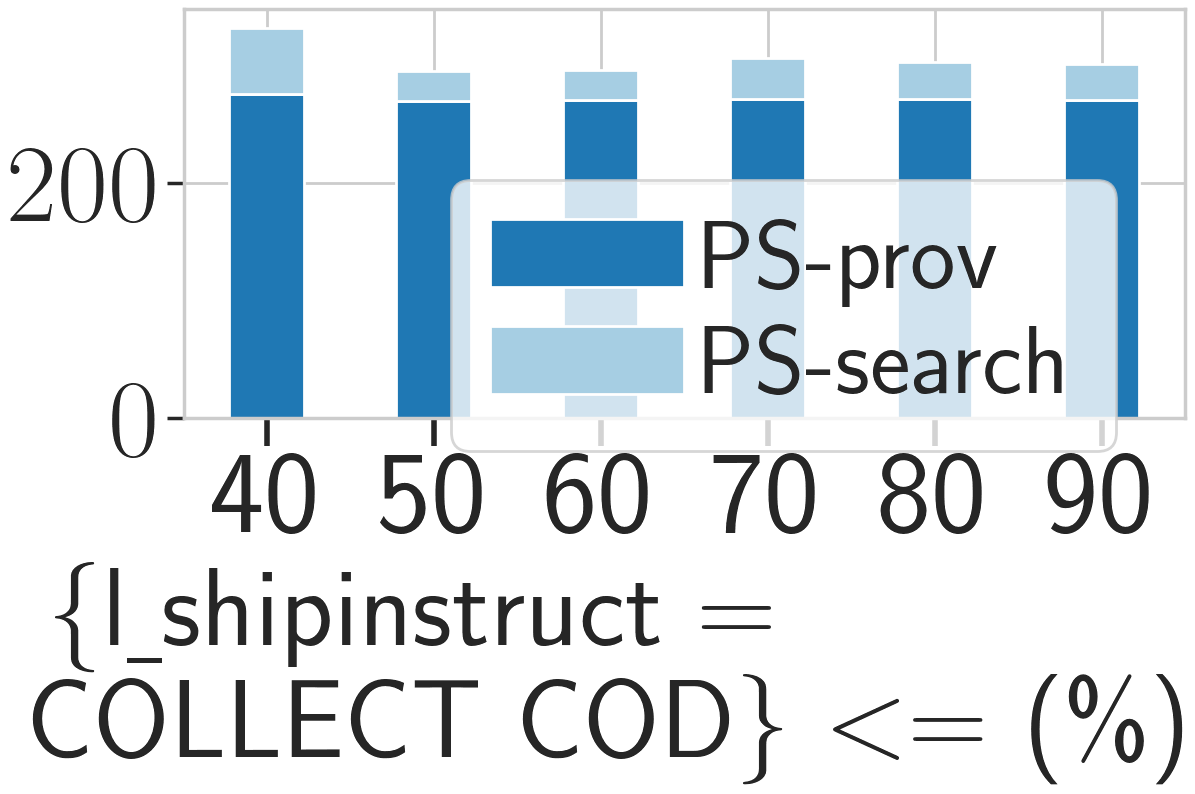 200
0
PS-prov
PS-search
40 50 60 70 80 90
{l_shipinstruct =
COLLECT COD} <= (%)